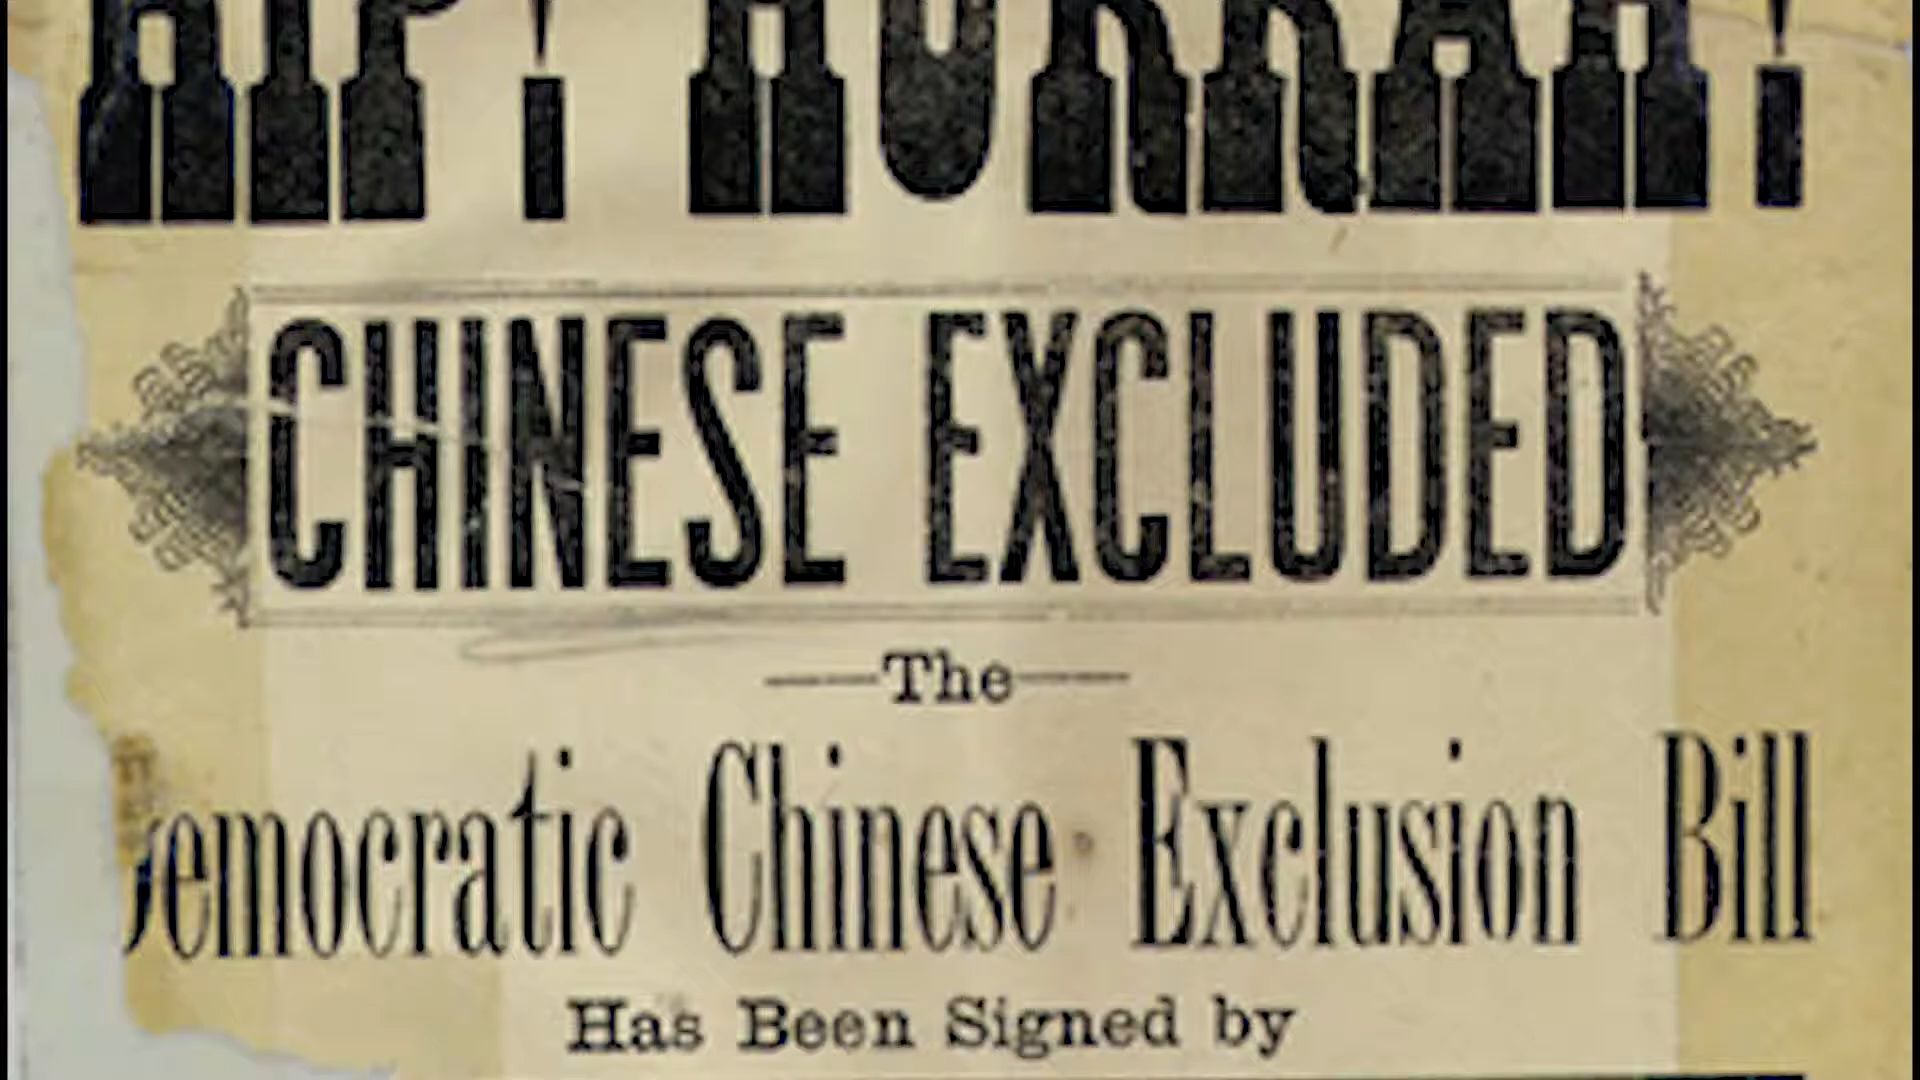 HIP! HURRAH!
CHINESE EXCLUDED
The
Democratic Chinese Exclusion Bill
Has Been Signed by